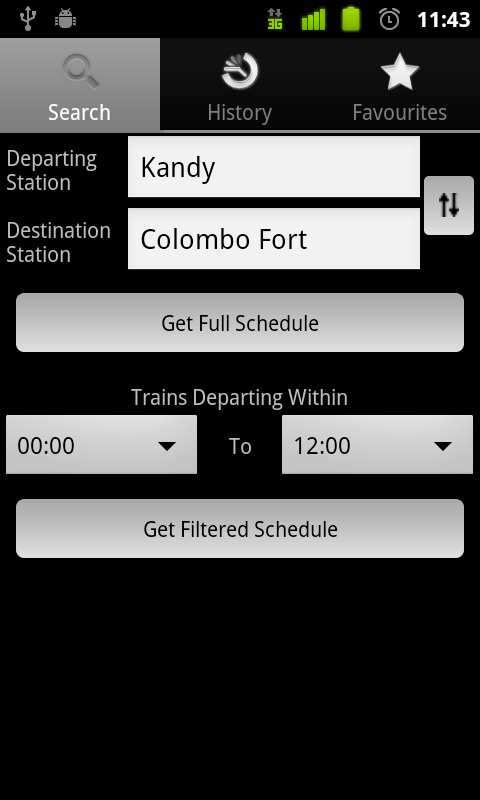 3G
11:43
Search
History
Favourites
Departing
Station
Kandy
Destination
Station
Colombo Fort
Get Full Schedule
Trains Departing Within
00:00
To
12:00
Get Filtered Schedule